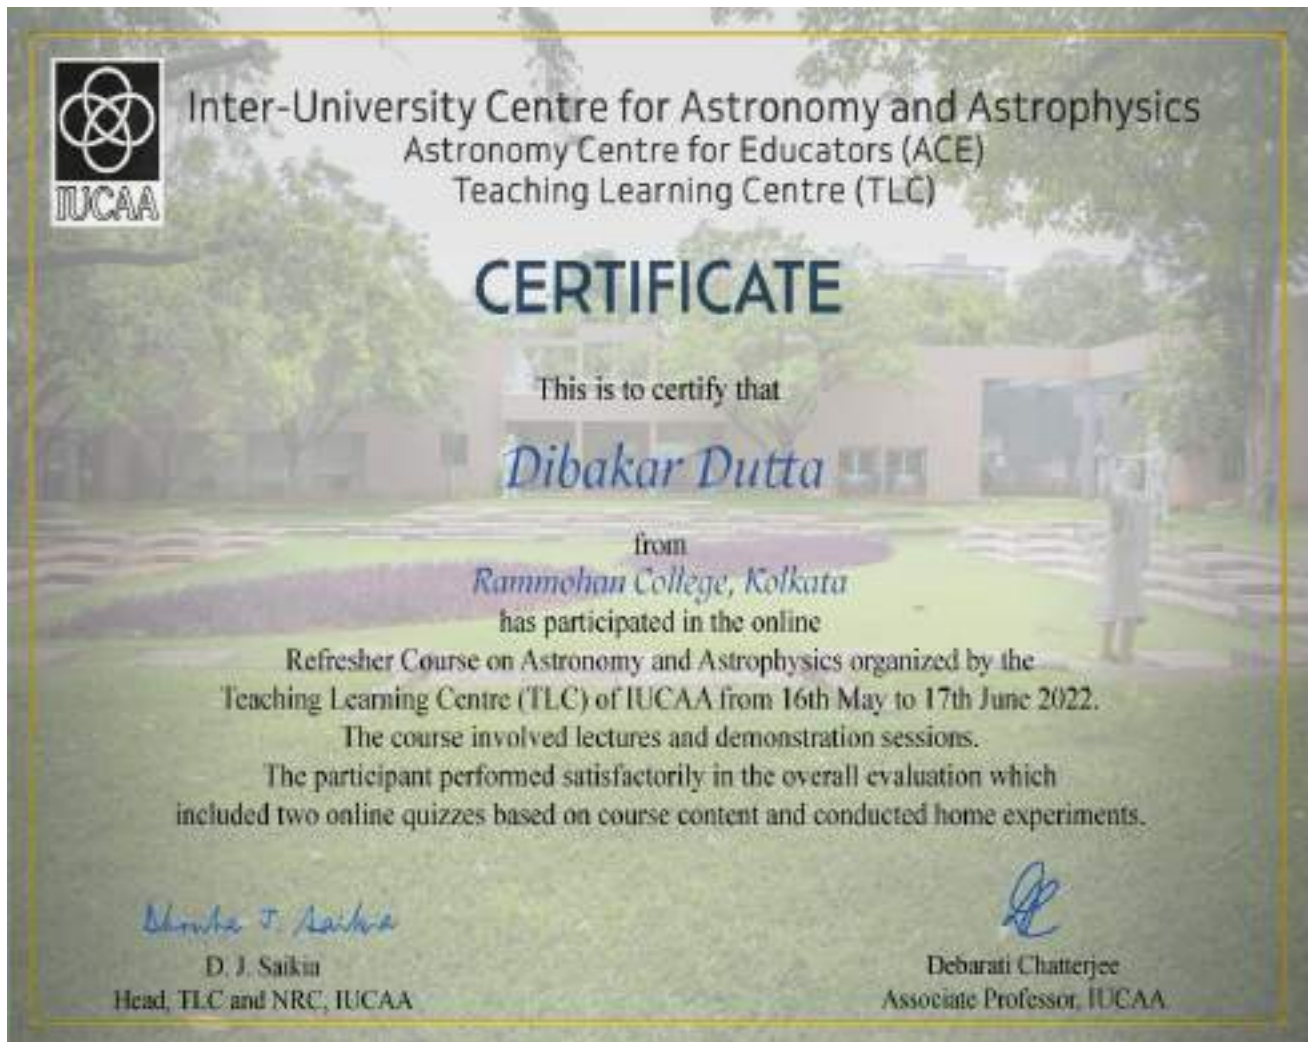 IUCAA
Inter-University Centre for Astronomy and Astrophysics
Astronomy Centre for Educators (ACE)
Teaching Learning Centre (TLC)
CERTIFICATE
This is to certify that
Dibakar Dutta
from
Rammohan College, Kolkata
has participated in the online
Refresher Course on Astronomy and Astrophysics organized by the
Teaching Learning Centre (TLC) of IUCAA from 16th May to 17th June 2022.
The course involved lectures and demonstration sessions.
The participant performed satisfactorily in the overall evaluation which
included two online quizzes based on course content and conducted home experiments.
Dhruba J. Saikia
D. J. Saikia
Head, TLC and NRC, IUCAA
Debarati Chatterjee
Associate Professor, IUCAA